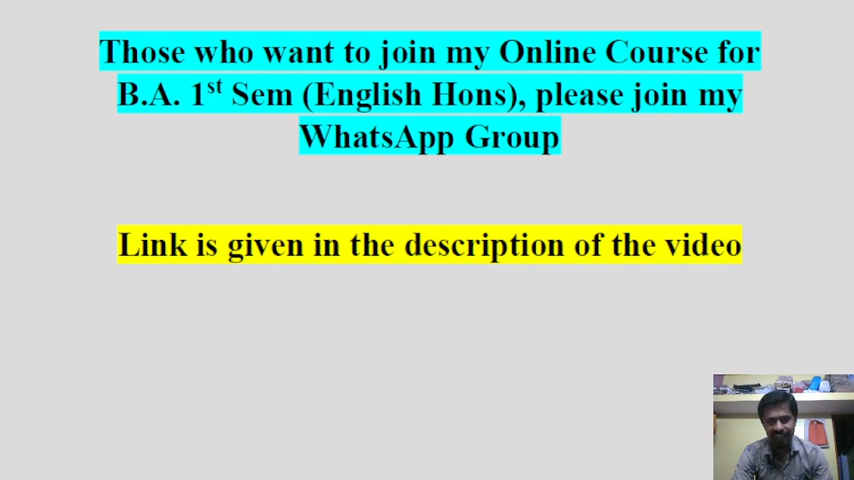 Those who want to join my Online Course for
B.A. 1st Sem (English Hons), please join my
WhatsApp Group
Link is given in the description of the video